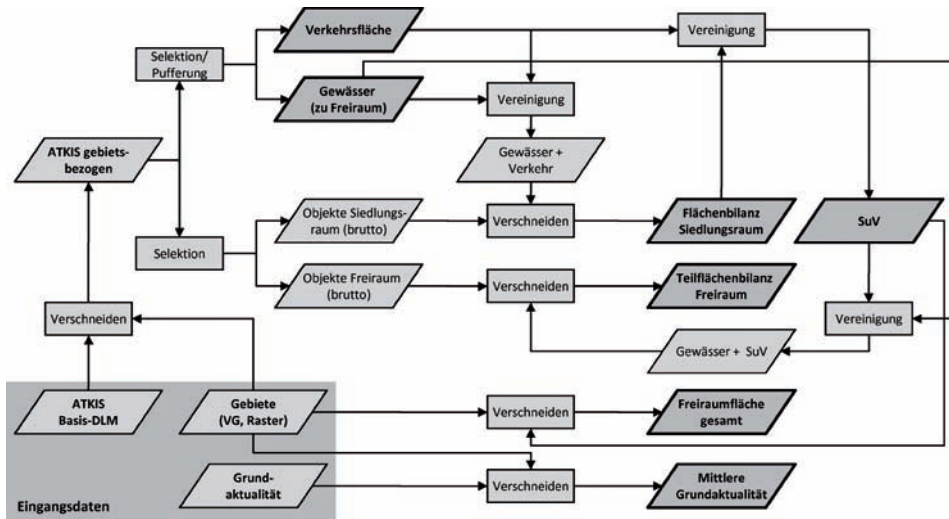 Verkehrsfläche
Vereinigung
Selektion/
Pufferung
Gewässer
(zu Freiraum)
Vereinigung
ATKIS gebiets-
bezogen
Gewässer +
Verkehr
Objekte Siedlungs-
raum (brutto)
Verschneiden
Flächenbilanz
Siedlungsraum
SuV
Selektion
Objekte Freiraum
(brutto)
Verschneiden
Teilflächenbilanz
Freiraum
Verschneiden
Vereinigung
Gewässer + SuV
ATKIS
Basis-DLM
Gebiete
(VG, Raster)
Verschneiden
Freiraumfläche
gesamt
Grund-
aktualität
Verschneiden
Mittlere
Grundaktualität
Eingangsdaten